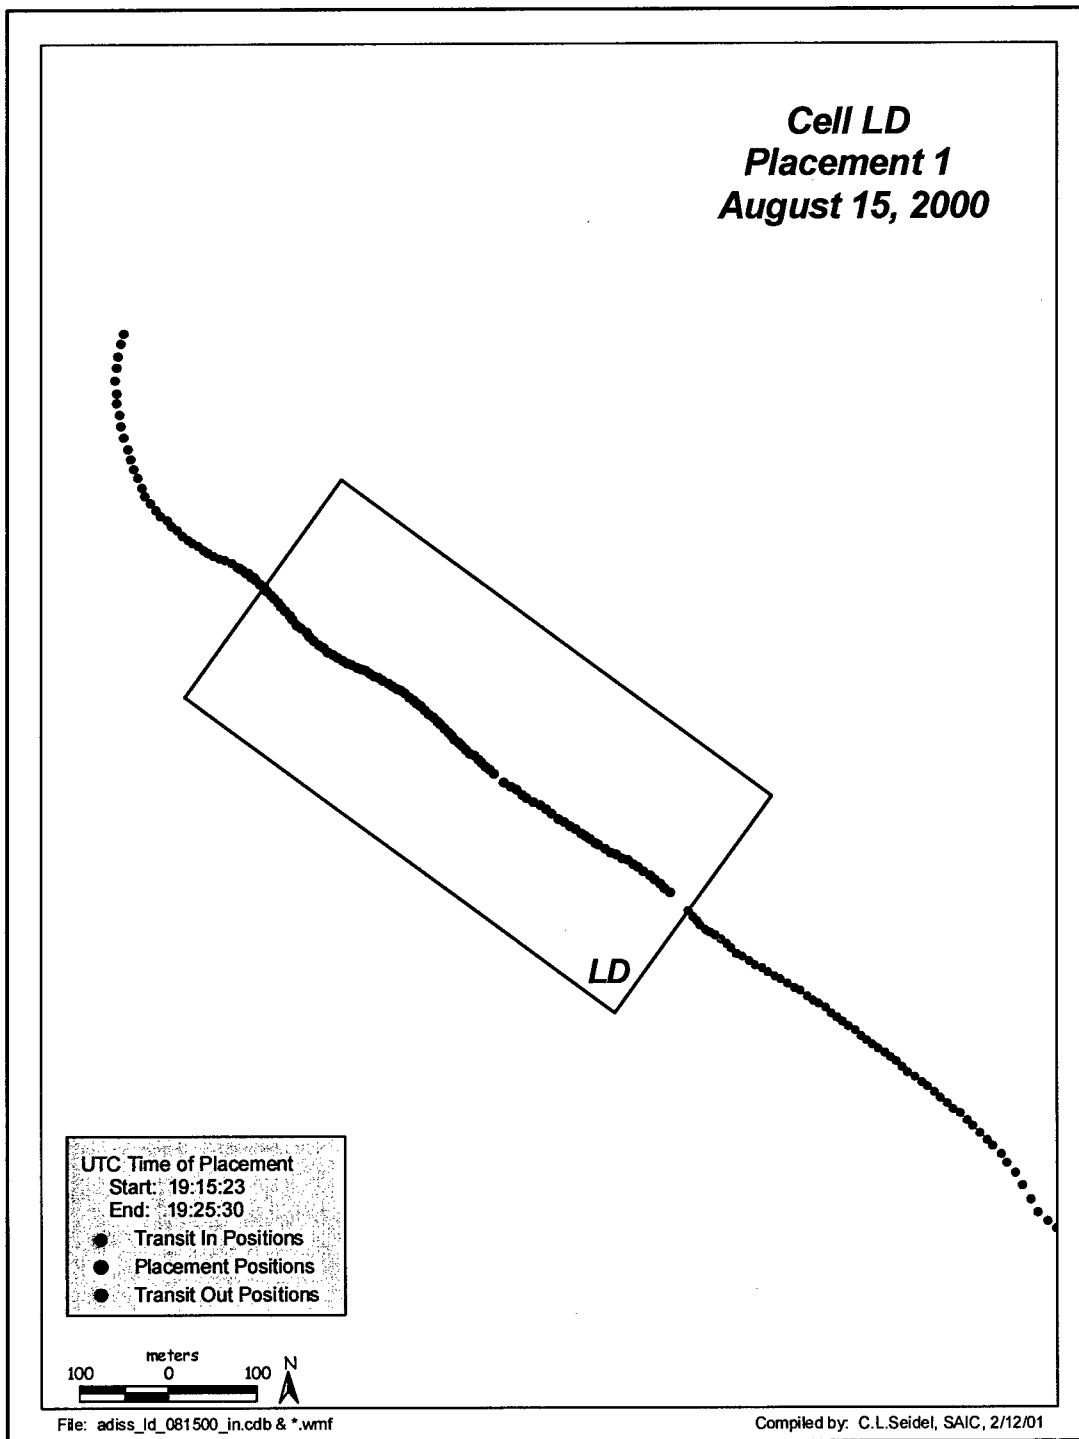 Cell LD
Placement 1
August 15, 2000
LD
UTC Time of Placement
Start: 19:15:23
End: 19:25:30
Transit In Positions
Placement Positions
Transit Out Positions
meters
100 0 100 N
File: adiss_ld_081500_in.cdb & *.wmf
Compiled by: C.L.Seidel, SAIC, 2/12/01